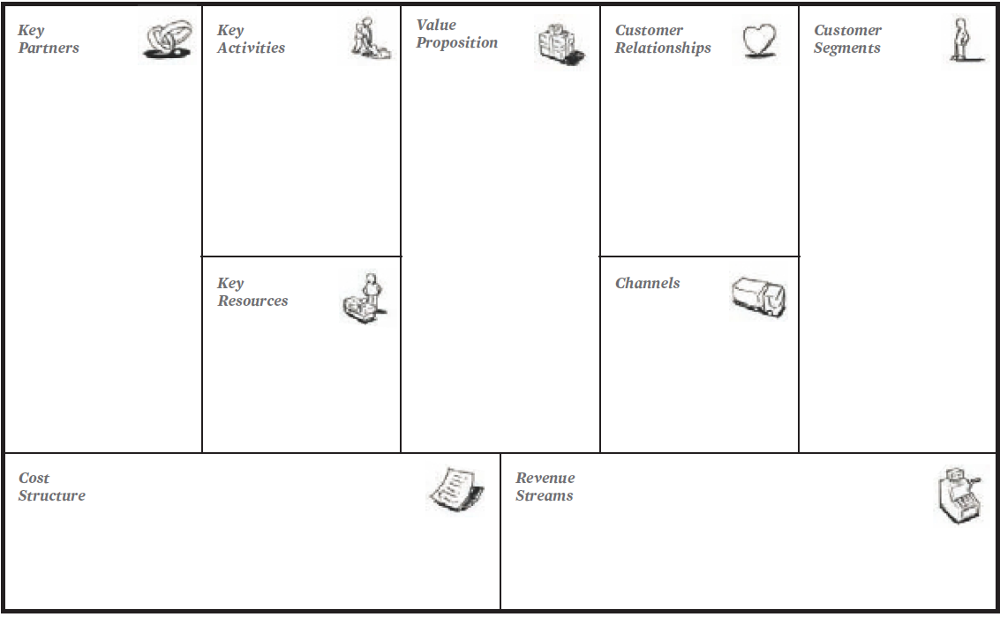 Key
Partners
Key
Activities
Value
Proposition
Customer
Relationships
Customer
Segments
Key
Resources
Channels
Cost
Structure
Revenue
Streams